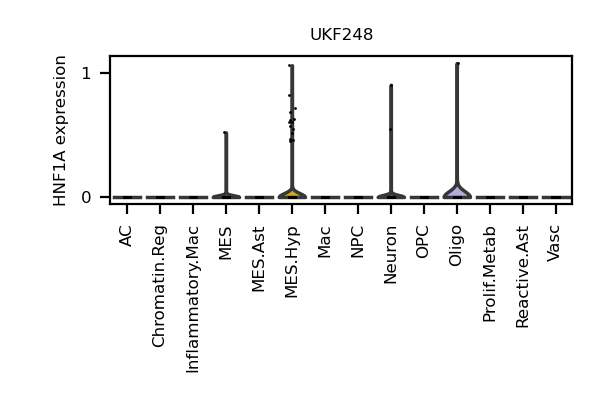 UKF248
HNF1A expression
1
0
AC
Chromatin.Reg
Inflammatory.Mac
MES
MES.Ast
MES.Hyp
Mac
NPC
Neuron
OPC
Oligo
Prolif.Metab
Reactive.Ast
Vasc